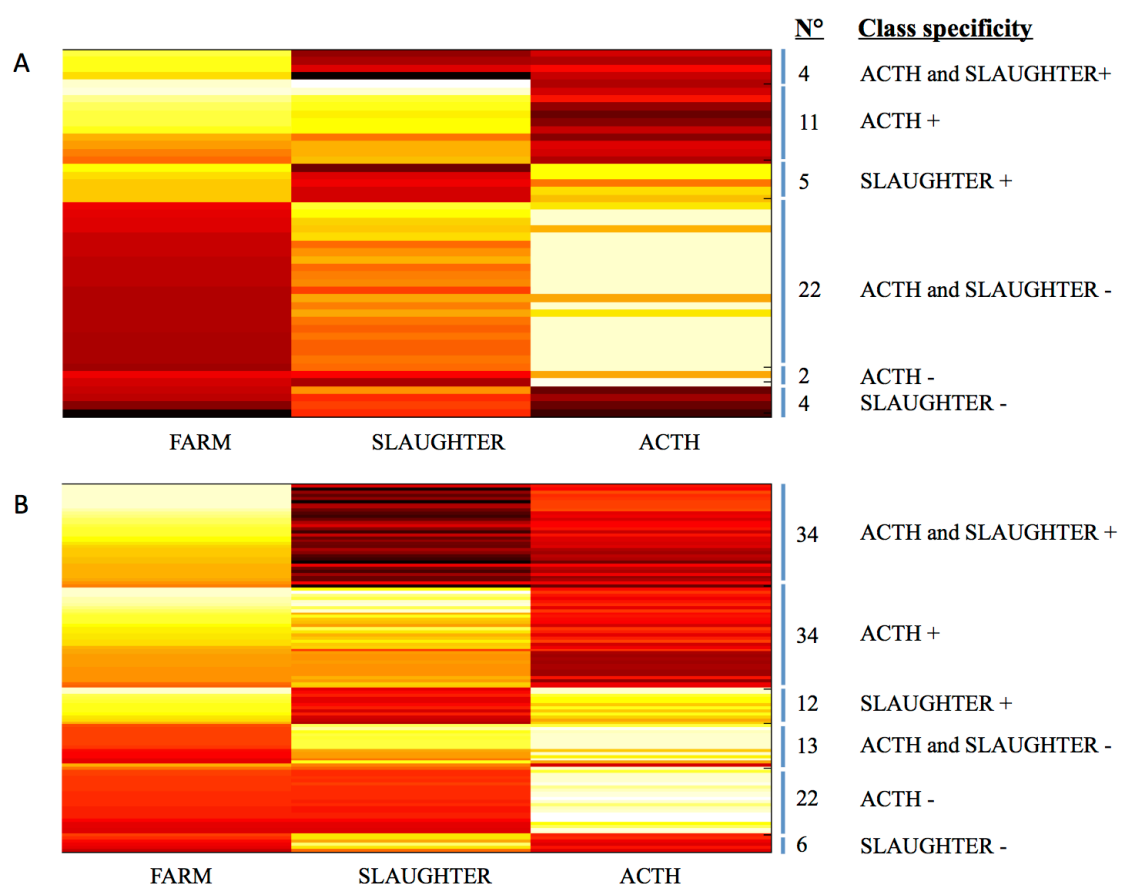 N° Class specificity
A
4 ACTH and SLAUGHTER+
11 ACTH +
5 SLAUGHTER +
22 ACTH and SLAUGHTER -
2 ACTH -
4 SLAUGHTER -
FARM SLAUGHTER ACTH
B
34 ACTH and SLAUGHTER +
34 ACTH +
12 SLAUGHTER +
13 ACTH and SLAUGHTER -
22 ACTH -
6 SLAUGHTER -
FARM SLAUGHTER ACTH